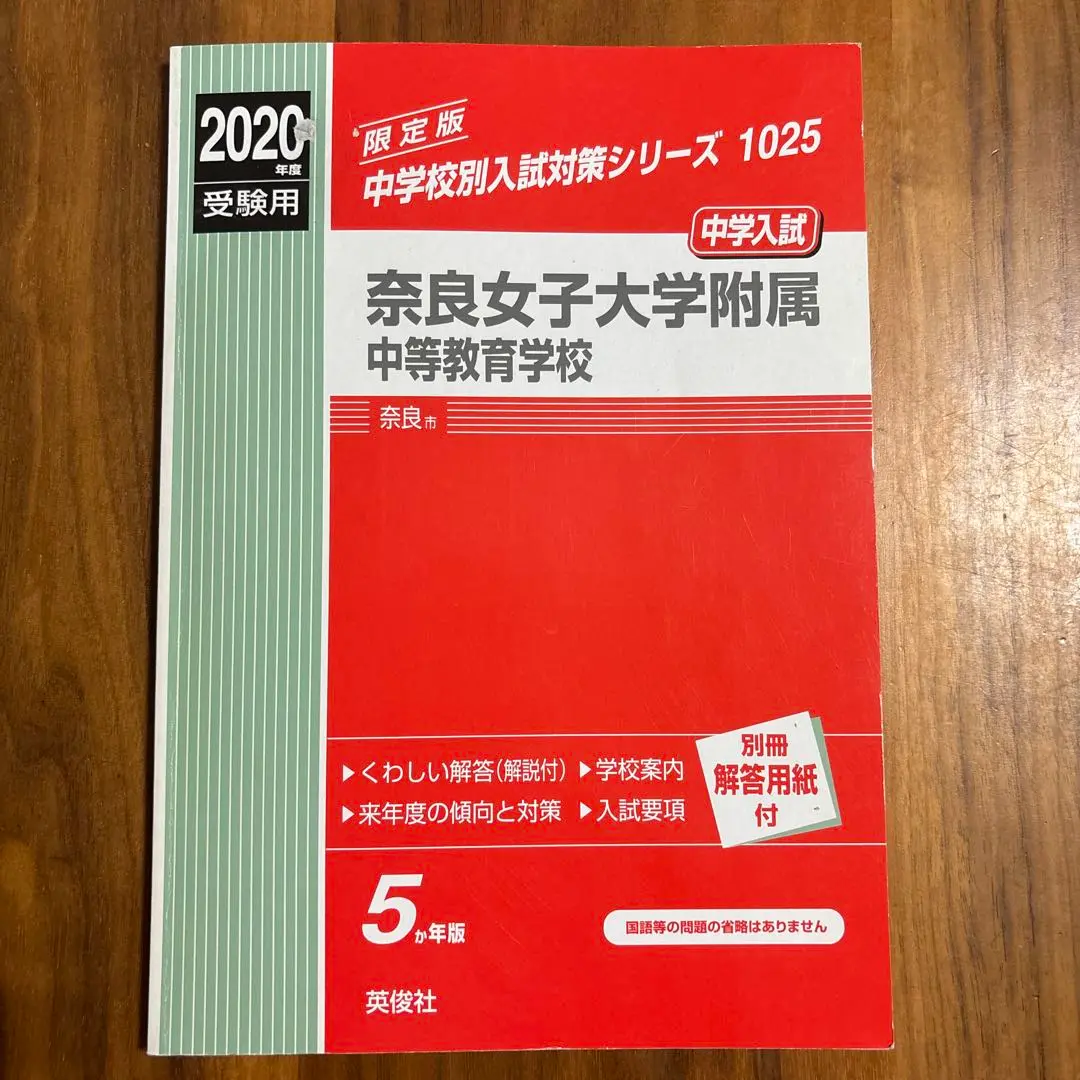 2020
年度
受験用
限定版
中学校別入試対策シリーズ 1025
中学入試
奈良女子大学附属
中等教育学校
奈良市
▶くわしい解答(解説付) ▶学校案内
▶来年度の傾向と対策 ▶入試要項
別冊
解答用紙
付
5か年版
国語等の問題の省略はありません
英俊社